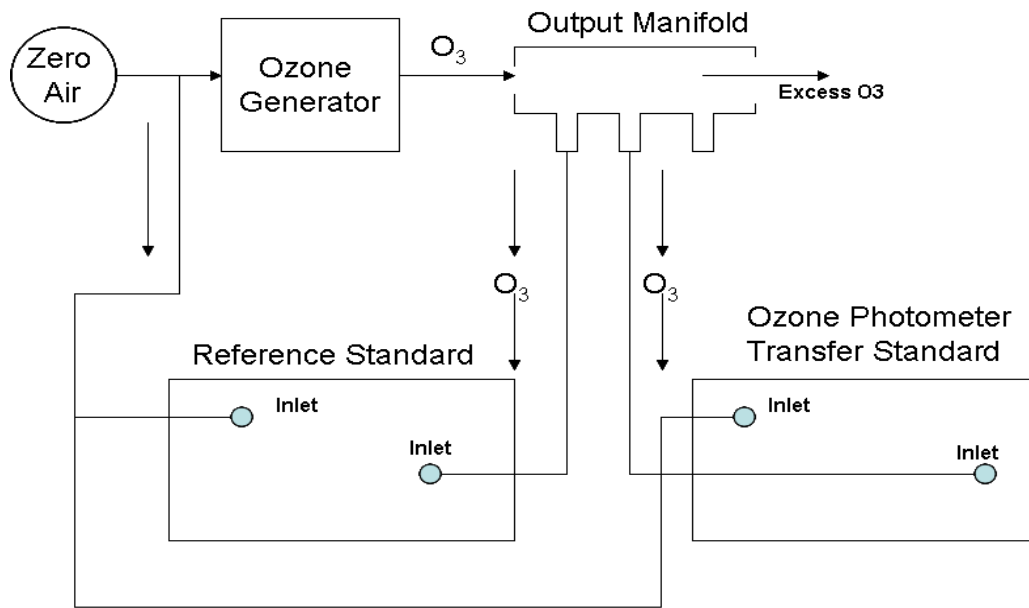 Output Manifold
Zero
Air
Ozone
Generator
O₃
Excess O3
O₃
O₃
Reference Standard
Ozone Photometer
Transfer Standard
Inlet
Inlet
Inlet
Inlet